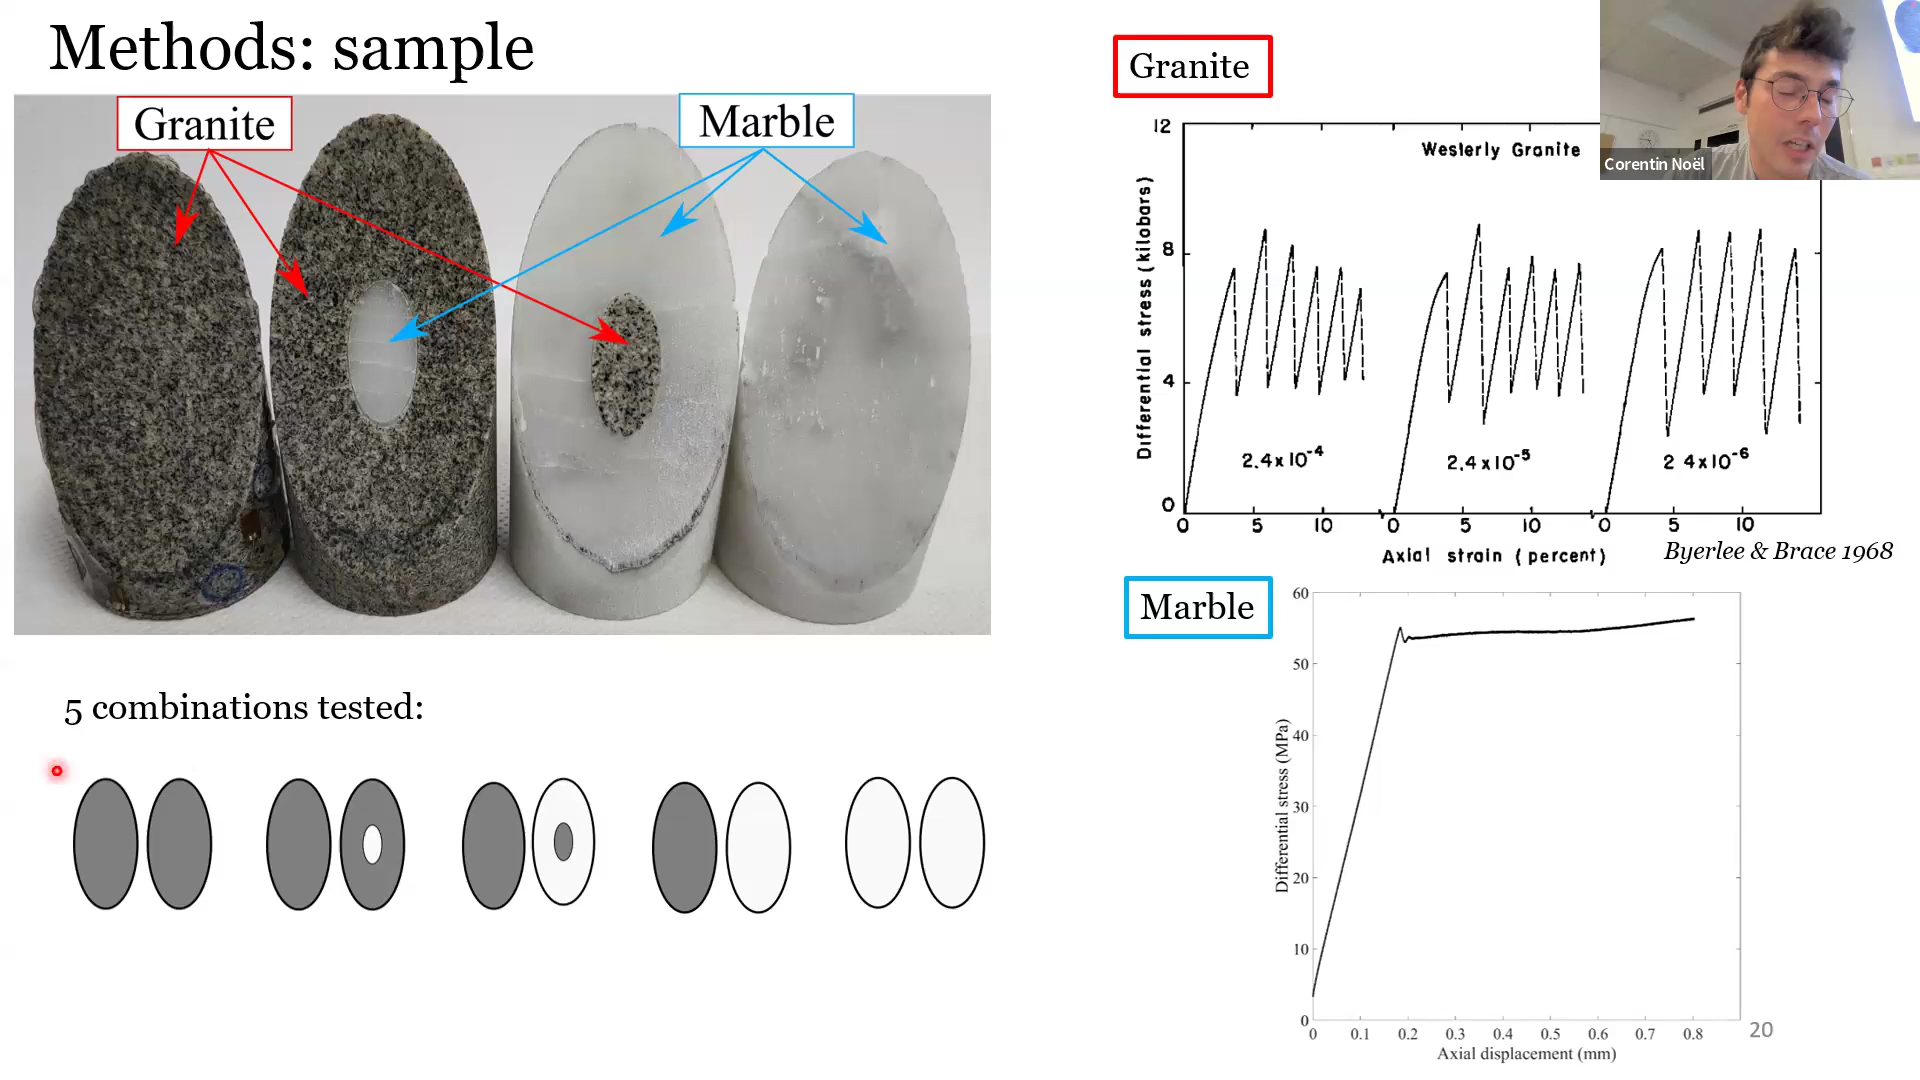 Methods: sample
Granite
Marble
5 combinations tested:
Granite
Corentin Noël
Westerly Granite
Differential stress (kilobars)
12
8
4
0
2.4x10-4
2.4x10-5
2 4x10-6
0 5 10 0 5 10 0 5 10
Axial strain (percent)
Byerlee & Brace 1968
Marble
Differential stress (MPa)
60
50
40
30
20
10
0
0 0.1 0.2 0.3 0.4 0.5 0.6 0.7 0.8
Axial displacement (mm)
20